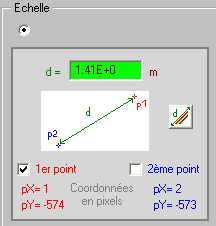 Echelle
d = 1.41E+0 m
p1
d
p2
d
1er point 2ème point
pX= 1 Coordonnées pX= 2
pY= -574 en pixels pY= -573